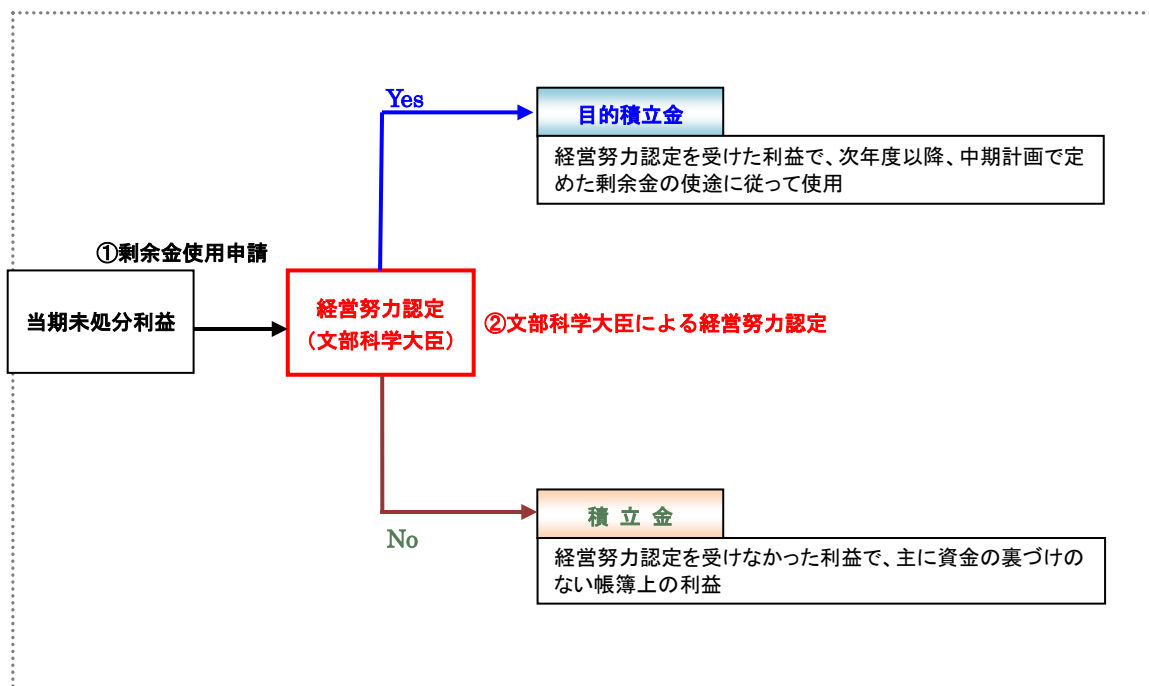 Yes
目的積立金
経営努力認定を受けた利益で、次年度以降、中期計画で定
めた剰余金の使途に従って使用
①剰余金使用申請
当期未処分利益
経営努力認定
（文部科学大臣）
②文部科学大臣による経営努力認定
積 立 金
No
経営努力認定を受けなかった利益で、主に資金の裏づけの
ない帳簿上の利益